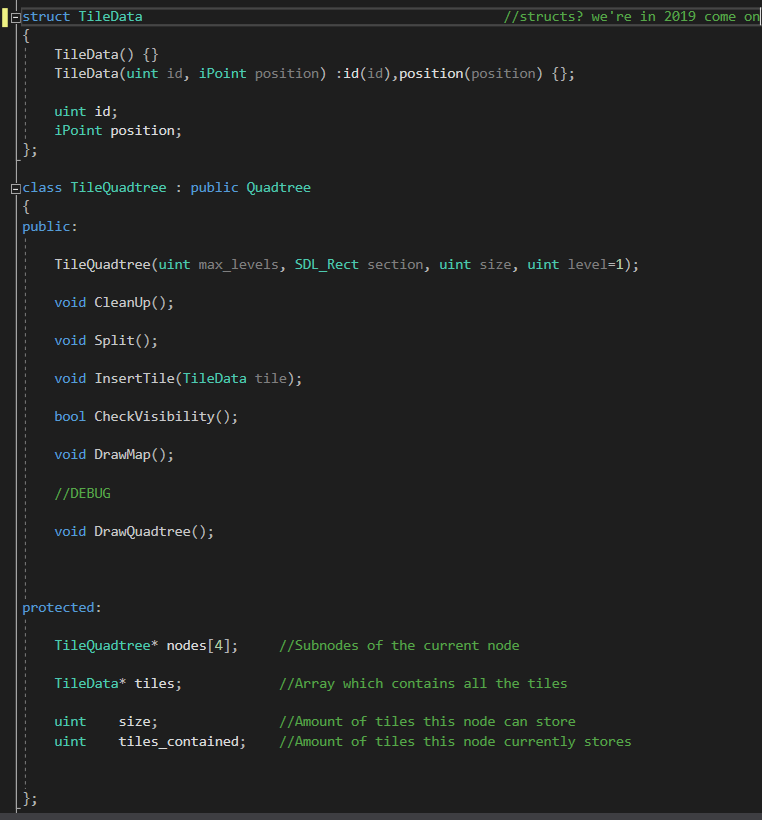 struct TileData //structs? we're in 2019 come on
{
TileData() {}
TileData(uint id, iPoint position) :id(id),position(position) {};
uint id;
iPoint position;
};
class TileQuadtree : public Quadtree
{
public:
TileQuadtree(uint max_levels, SDL_Rect section, uint size, uint level=1);
void CleanUp();
void Split();
void InsertTile(TileData tile);
bool CheckVisibility();
void DrawMap();
//DEBUG
void DrawQuadtree();
protected:
TileQuadtree* nodes[4]; //Subnodes of the current node
TileData* tiles; //Array which contains all the tiles
uint size; //Amount of tiles this node can store
uint tiles_contained; //Amount of tiles this node currently stores
};